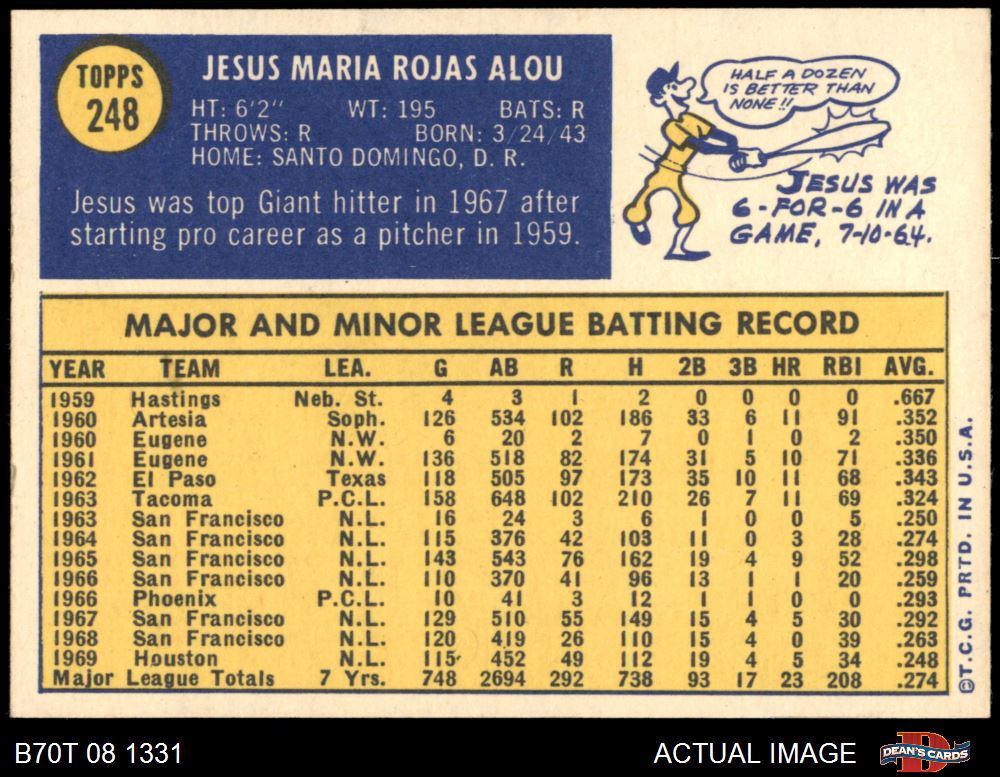 TOPPS
248
JESUS MARIA ROJAS ALOU
HT: 6'2" WT: 195 BATS: R
THROWS: R BORN: 3/24/43
HOME: SANTO DOMINGO, D. R.
Jesus was top Giant hitter in 1967 after
starting pro career as a pitcher in 1959.
HALF A DOZEN
IS BETTER THAN
NONE!!
JESUS WAS
6-FOR-6 IN A
GAME, 7-10-64.
MAJOR AND MINOR LEAGUE BATTING RECORD
YEAR TEAM LEA. G AB R H 2B 3B HR RBI AVG.
1959 Hastings Neb. St. 4 3 1 2 0 0 0 0 .667
1960 Artesia Soph. 126 534 102 186 33 6 11 91 .352
1960 Eugene N.W. 6 20 2 7 0 1 0 2 .350
1961 Eugene N.W. 136 518 82 174 31 5 10 71 .336
1962 El Paso Texas 118 505 97 173 35 10 11 68 .343
1963 Tacoma P.C.L. 158 648 102 210 26 7 11 69 .324
1963 San Francisco N.L. 16 24 3 6 1 0 0 5 .250
1964 San Francisco N.L. 115 376 42 103 11 0 3 28 .274
1965 San Francisco N.L. 143 543 76 162 19 4 9 52 .298
1966 San Francisco N.L. 110 370 41 96 13 1 1 20 .259
1966 Phoenix P.C.L. 10 41 3 12 1 1 0 0 .293
1967 San Francisco N.L. 129 510 55 149 15 4 5 30 .292
1968 San Francisco N.L. 120 419 26 110 15 4 0 39 .263
1969 Houston N.L. 115 452 49 112 19 4 5 34 .248
Major League Totals 7 Yrs. 748 2694 292 738 93 17 23 208 .274
©T.C.G. PRTD. IN U.S.A.
B70T 08 1331
ACTUAL IMAGE
DEAN'S CARDS